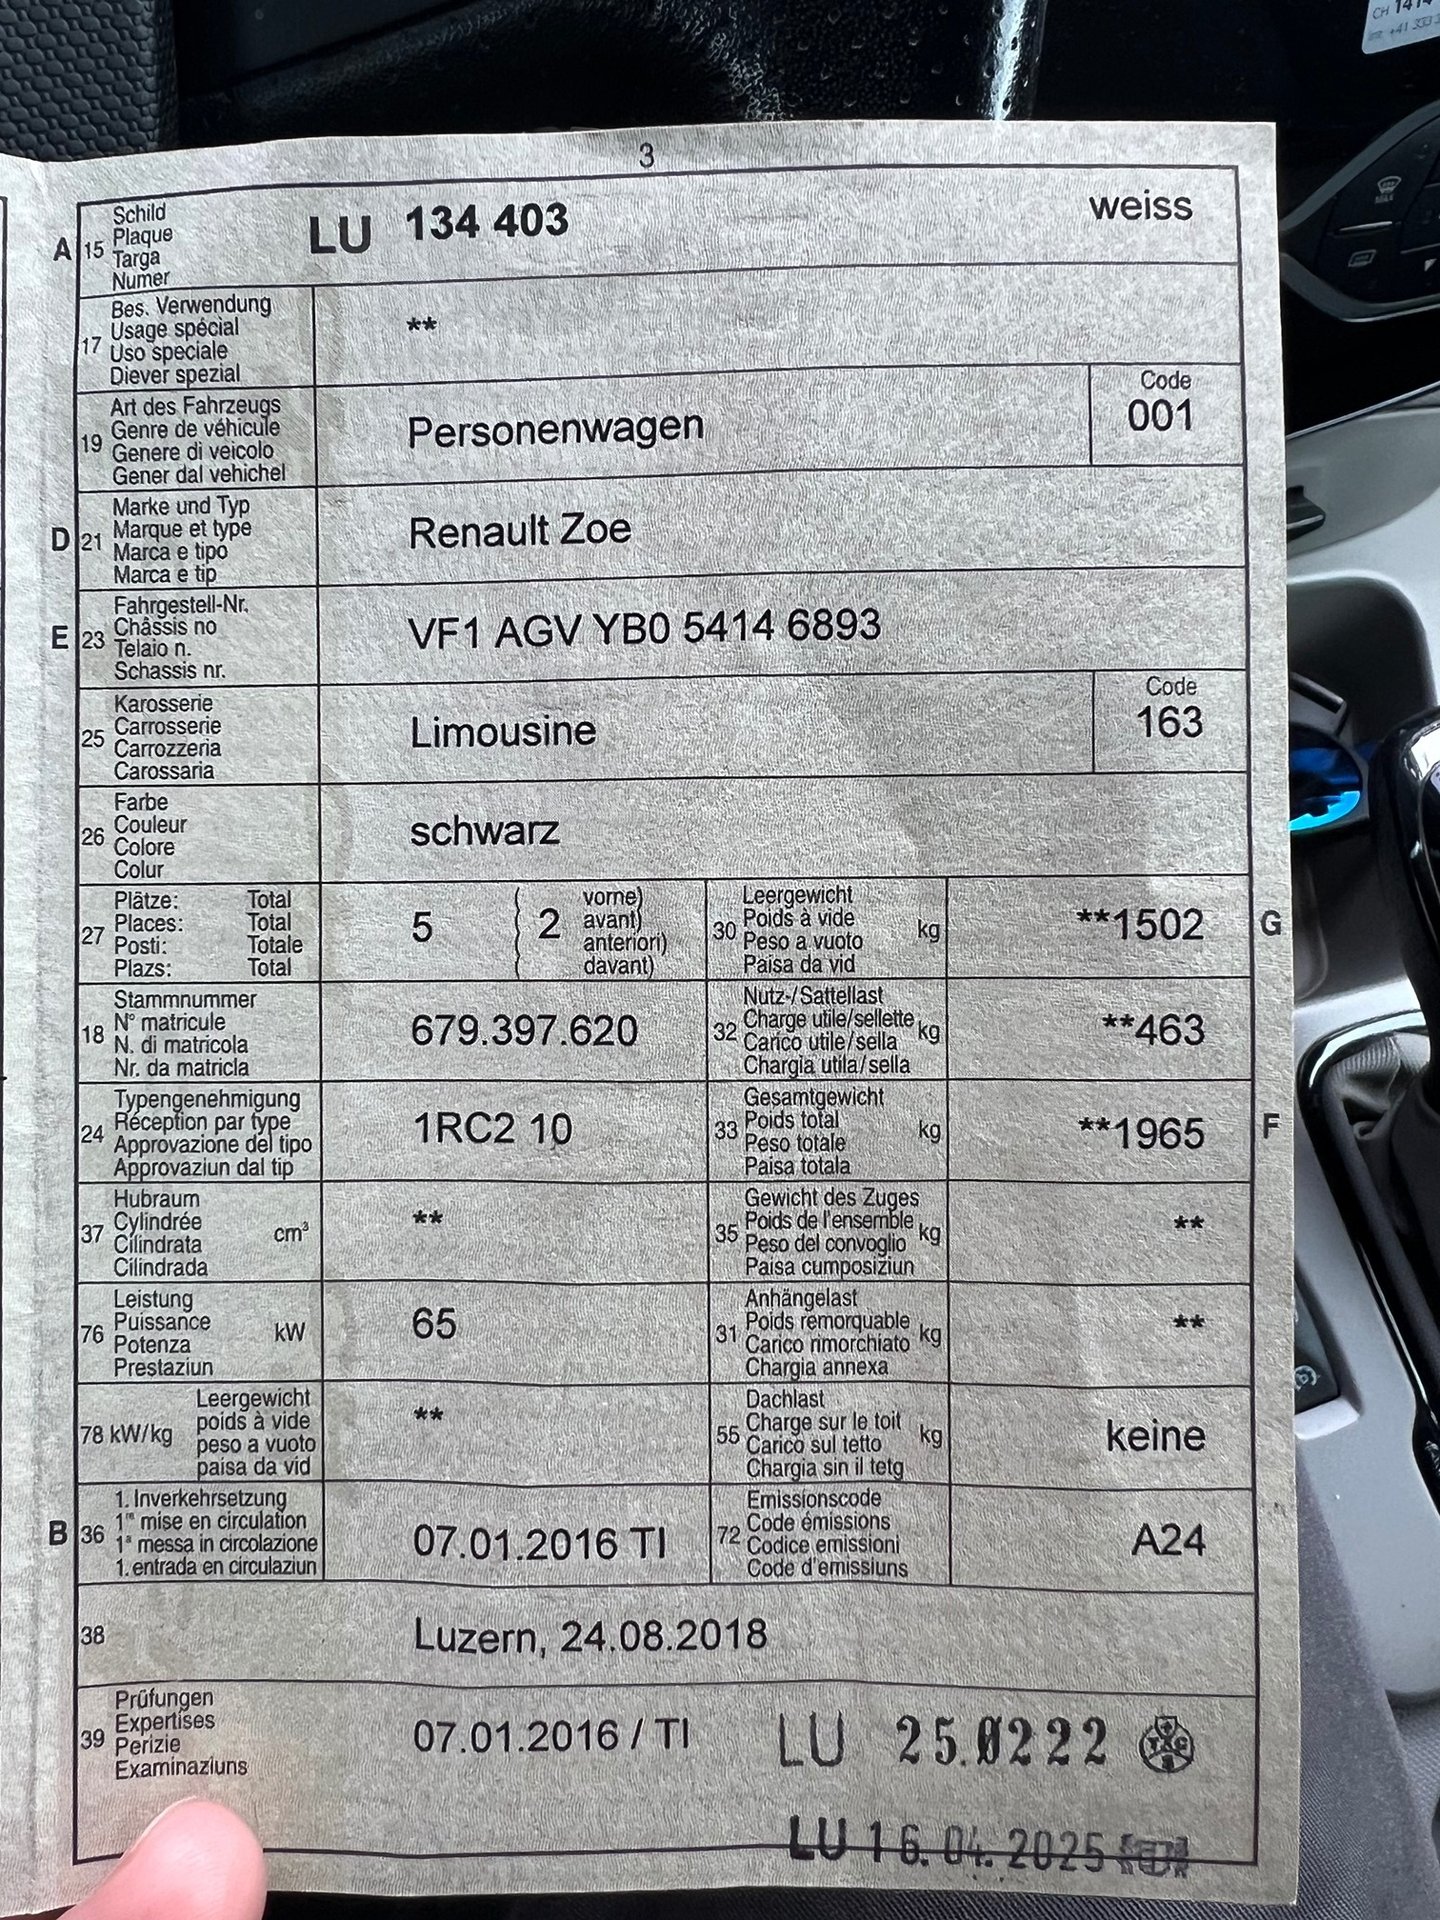 CH 1414
+41 333
3
A 15 Schild
Plaque
Targa
Numer
LU 134 403 weiss
17 Bes. Verwendung
Usage spécial
Uso speciale
Diever spezial
**
19 Art des Fahrzeugs
Genre de véhicule
Genere di veicolo
Gener dal vehichel
Personenwagen
Code
001
D 21 Marke und Typ
Marque et type
Marca e tipo
Marca e tip
Renault Zoe
E 23 Fahrgestell-Nr.
Châssis no
Telaio n.
Schassis nr.
VF1 AGV YB0 5414 6893
25 Karosserie
Carrosserie
Carrozzeria
Carossaria
Limousine
Code
163
26 Farbe
Couleur
Colore
Colur
schwarz
27 Plätze: Total
Places: Total
Posti: Totale
Plazs: Total
5 2 vorne)
avant)
anteriori)
davant)
30 Leergewicht
Poids à vide
Peso a vuoto
Paisa da vid
kg **1502 G
18 Stammnummer
N° matricule
N. di matricola
Nr. da matricla
679.397.620
32 Nutz-/Sattellast
Charge utile/sellette
Carico utile/sella
Chargia utila/sella
kg **463
24 Typengenehmigung
Réception par type
Approvazione del tipo
Approvaziun dal tip
1RC2 10
33 Gesamtgewicht
Poids total
Peso totale
Paisa totala
kg **1965 F
37 Hubraum
Cylindrée
Cilindrata
Cilindrada
cm³ **
35 Gewicht des Zuges
Poids de l'ensemble
Peso del convoglio
Paisa cumposiziun
kg **
76 Leistung
Puissance
Potenza
Prestaziun
kW 65
31 Anhängelast
Poids remorquable
Carico rimorchiato
Chargia annexa
kg **
78 kW/kg Leergewicht
poids à vide
peso a vuoto
paisa da vid
**
55 Dachlast
Charge sur le toit
Carico sul tetto
Chargia sin il tetg
kg keine
B 36 1. Inverkehrsetzung
1re mise en circulation
1a messa in circolazione
1. entrada en circulaziun
07.01.2016 TI
72 Emissionscode
Code émissions
Codice emissioni
Code d'emissiuns
A24
38 Luzern, 24.08.2018
39 Prüfungen
Expertises
Perizie
Examinaziuns
07.01.2016 / TI LU 25.0222 TXC
LU 16.04.2025